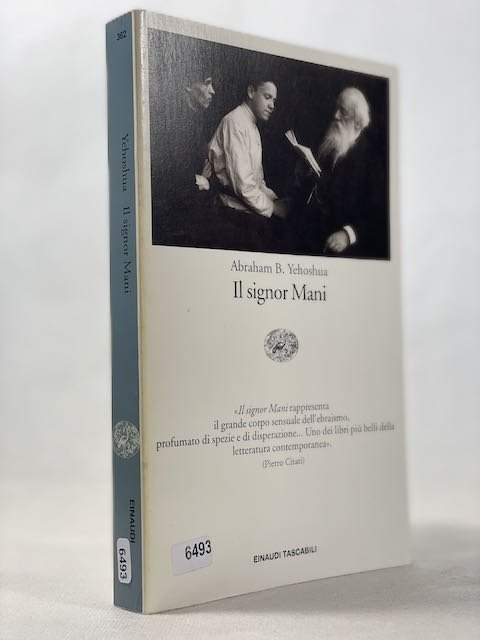 362
Yehoshua Il signor Mani
EINAUDI
6493
Abraham B. Yehoshua
Il signor Mani
«Il signor Mani rappresenta
il grande corpo sensuale dell'ebraismo,
profumato di spezie e di disperazione... Uno dei libri più belli della
letteratura contemporanea».
(Pietro Citati)
6493
EINAUDI TASCABILI